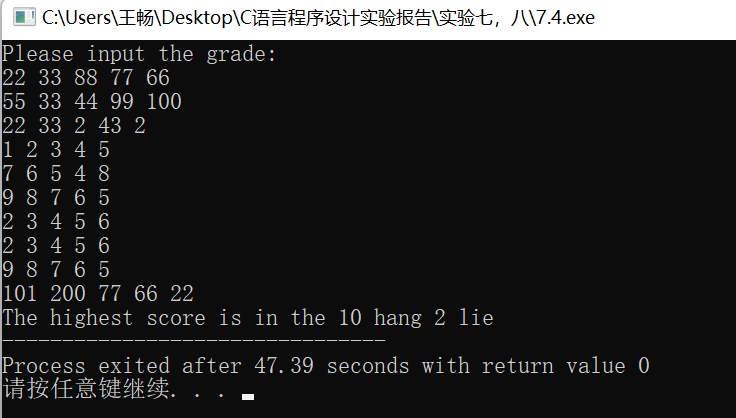 C:\Users\王畅\Desktop\C语言程序设计实验报告\实验七，八\7.4.exe
Please input the grade:
22 33 88 77 66
55 33 44 99 100
22 33 2 43 2
1 2 3 4 5
7 6 5 4 8
9 8 7 6 5
2 3 4 5 6
2 3 4 5 6
9 8 7 6 5
101 200 77 66 22
The highest score is in the 10 hang 2 lie
--------------------------------
Process exited after 47.39 seconds with return value 0
请按任意键继续. . .